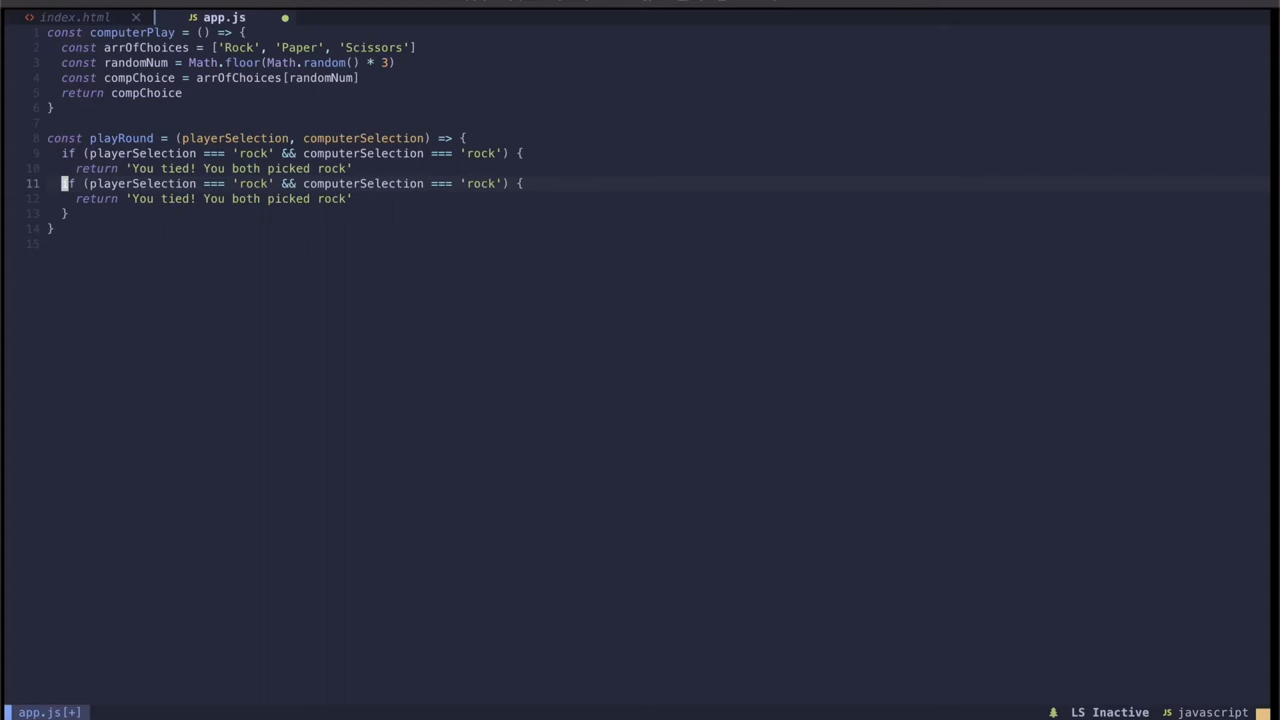 <> index.html ✕ JS app.js ●
1 const computerPlay = () => {
2   const arrOfChoices = ['Rock', 'Paper', 'Scissors']
3   const randomNum = Math.floor(Math.random() * 3)
4   const compChoice = arrOfChoices[randomNum]
5   return compChoice
6 }
7
8 const playRound = (playerSelection, computerSelection) => {
9   if (playerSelection === 'rock' && computerSelection === 'rock') {
10     return 'You tied! You both picked rock'
11   if (playerSelection === 'rock' && computerSelection === 'rock') {
12     return 'You tied! You both picked rock'
13   }
14 }
15
app.js[+] LS Inactive JS javascript